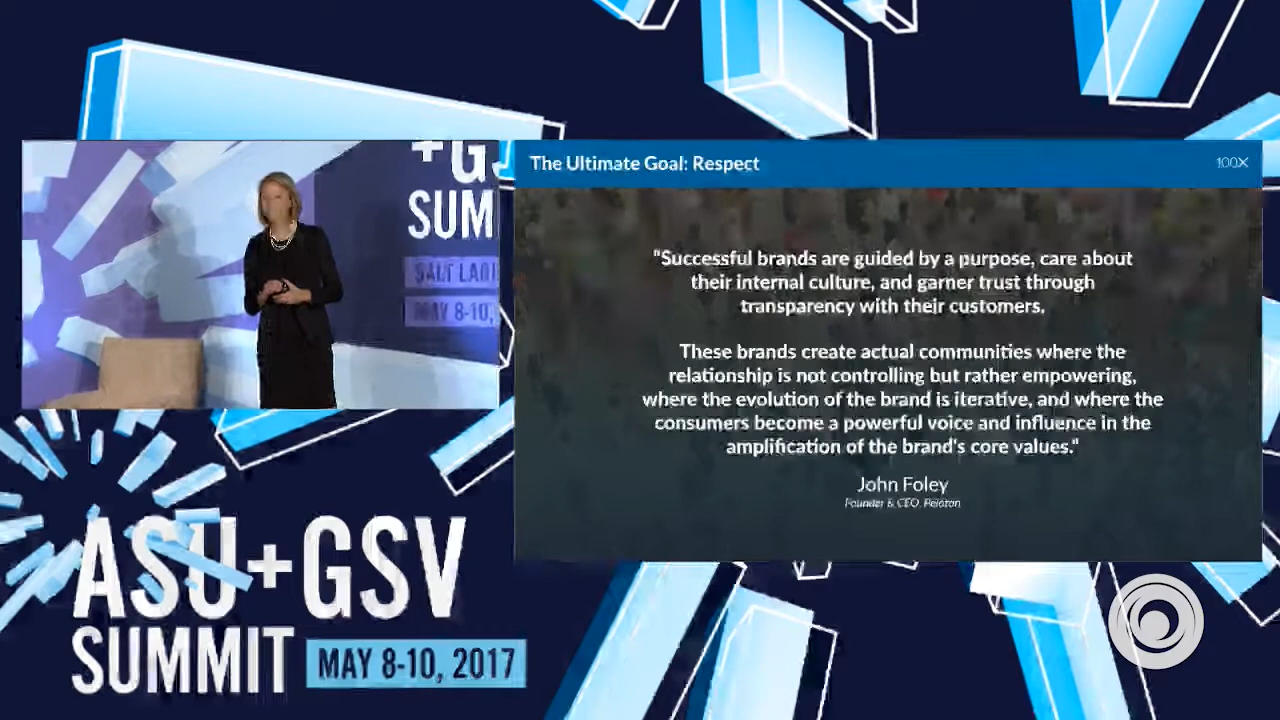 +GS
SUM
SALT LAKE
MAY 8-10,
The Ultimate Goal: Respect
100X
"Successful brands are guided by a purpose, care about
their internal culture, and garner trust through
transparency with their customers.
These brands create actual communities where the
relationship is not controlling but rather empowering,
where the evolution of the brand is iterative, and where the
consumers become a powerful voice and influence in the
amplification of the brand's core values."
John Foley
Founder & CEO, Peloton
ASU+GSV
SUMMIT
MAY 8-10, 2017